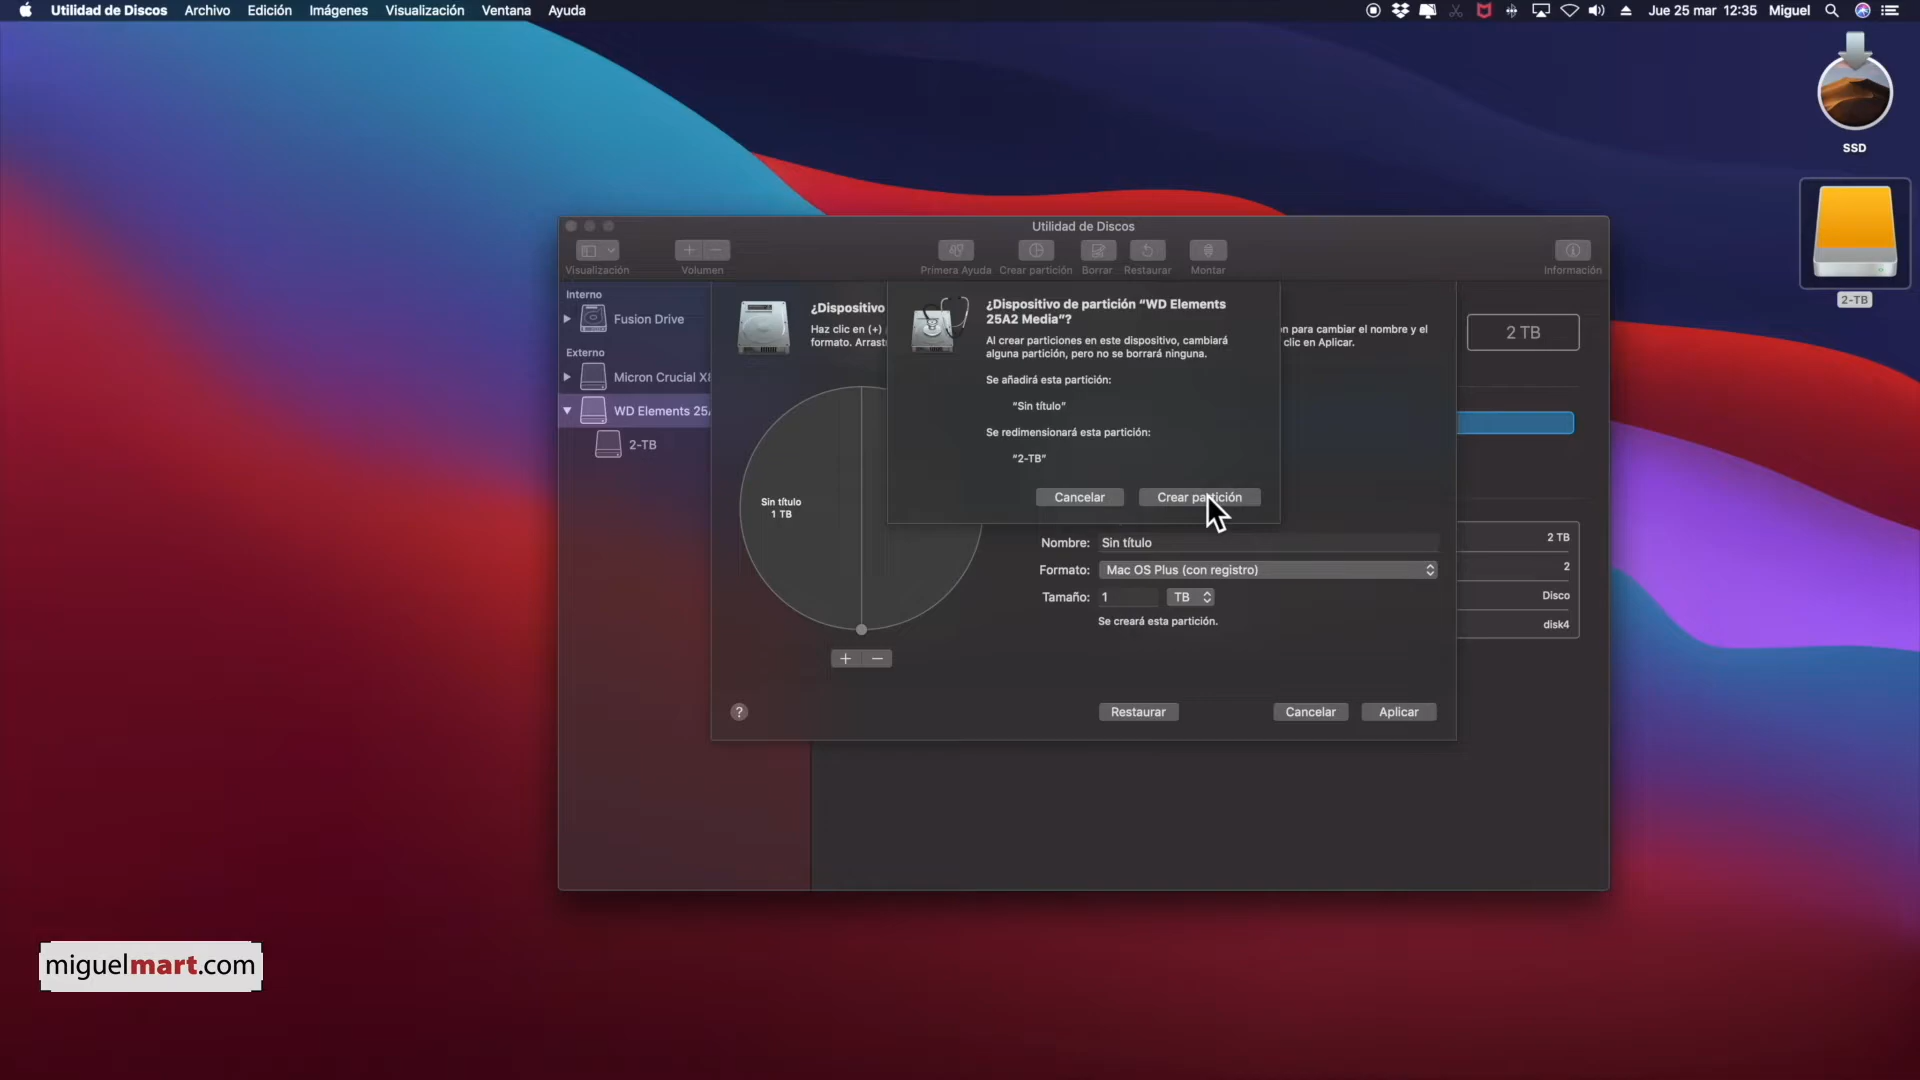 Utilidad de Discos Archivo Edición Imágenes Visualización Ventana Ayuda
Jue 25 mar 12:35 Miguel
SSD
2-TB
Utilidad de Discos
Visualización Volumen Primera Ayuda Crear partición Borrar Restaurar Montar Información
Interno
Fusion Drive
Externo
Micron Crucial X
WD Elements 25
2-TB
¿Dispositivo
Haz clic en (+)
formato. Arrast
n para cambiar el nombre y el
clic en Aplicar.
2 TB
¿Dispositivo de partición “WD Elements
25A2 Media”?
Al crear particiones en este dispositivo, cambiará
alguna partición, pero no se borrará ninguna.
Se añadirá esta partición:
“Sin título”
Se redimensionará esta partición:
“2-TB”
Cancelar Crear partición
Sin título
1 TB
Nombre: Sin título
Formato: Mac OS Plus (con registro)
Tamaño: 1 TB
Se creará esta partición.
2 TB
2
Disco
disk4
+ −
? Restaurar Cancelar Aplicar
miguelmart.com